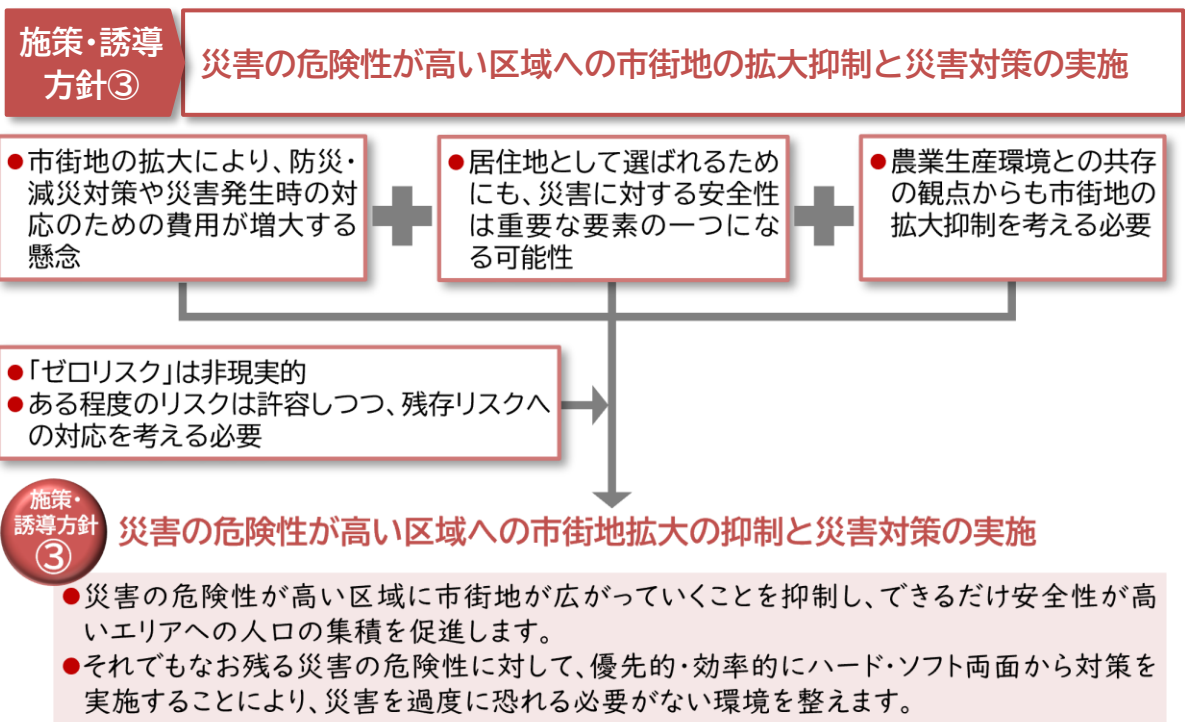 施策・誘導
方針③
災害の危険性が高い区域への市街地の拡大抑制と災害対策の実施
●市街地の拡大により、防災・
減災対策や災害発生時の対
応のための費用が増大する
懸念
●居住地として選ばれるため
にも、災害に対する安全性
は重要な要素の一つにな
る可能性
●農業生産環境との共存
の観点からも市街地の
拡大抑制を考える必要
●「ゼロリスク」は非現実的
●ある程度のリスクは許容しつつ、残存リスクへ
の対応を考える必要
施策・
誘導方針
③
災害の危険性が高い区域への市街地拡大の抑制と災害対策の実施
●災害の危険性が高い区域に市街地が広がっていくことを抑制し、できるだけ安全性が高
いエリアへの人口の集積を促進します。
●それでもなお残る災害の危険性に対して、優先的・効率的にハード・ソフト両面から対策を
実施することにより、災害を過度に恐れる必要がない環境を整えます。